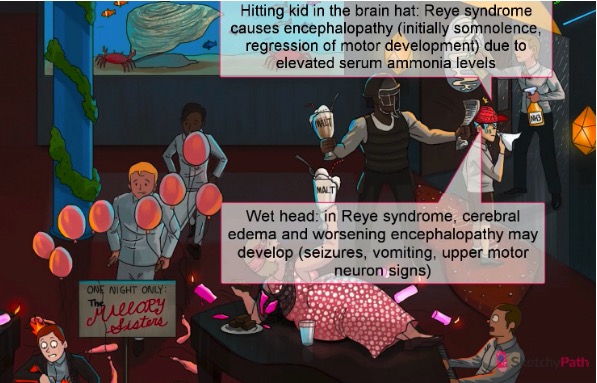 Hitting kid in the brain hat: Reye syndrome
causes encephalopathy (initially somnolence,
regression of motor development) due to
elevated serum ammonia levels
MALT
NH3
MALT
Wet head: in Reye syndrome, cerebral
edema and worsening encephalopathy may
develop (seizures, vomiting, upper motor
neuron signs)
ONE NIGHT ONLY:
The
MALLORY
Sisters
SketchyPath